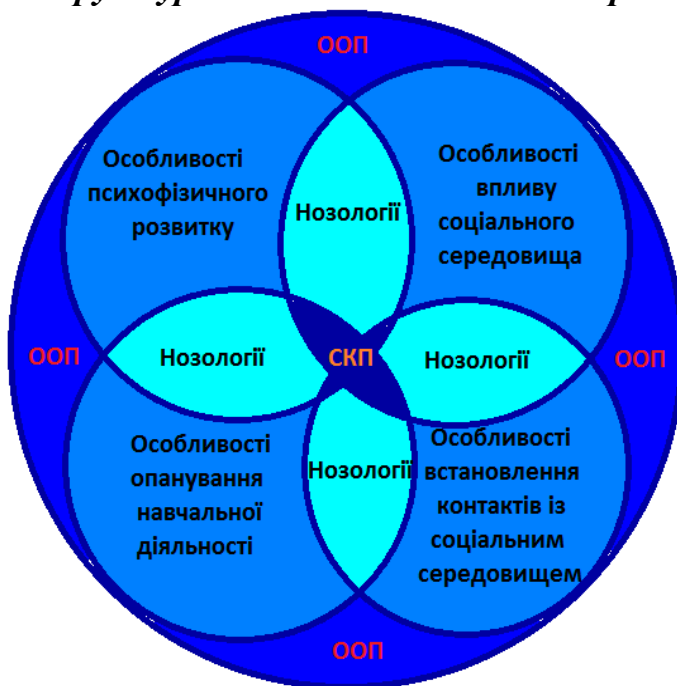 ООП
Особливості
психофізичного
розвитку
Нозології
Особливості
впливу
соціального
середовища
ООП
Нозології
СКП
Нозології
ООП
Особливості
опанування
навчальної
діяльності
Нозології
Особливості
встановлення
контактів із
соціальним
середовищем
ООП